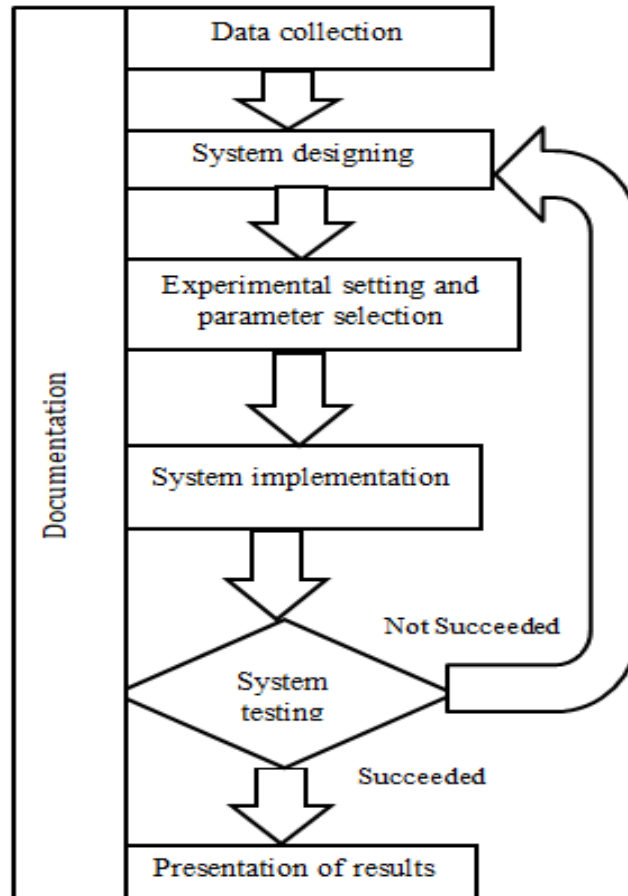 Data collection
System designing
Experimental setting and
parameter selection
Documentation
System implementation
Not Succeeded
System
testing
Succeeded
Presentation of results